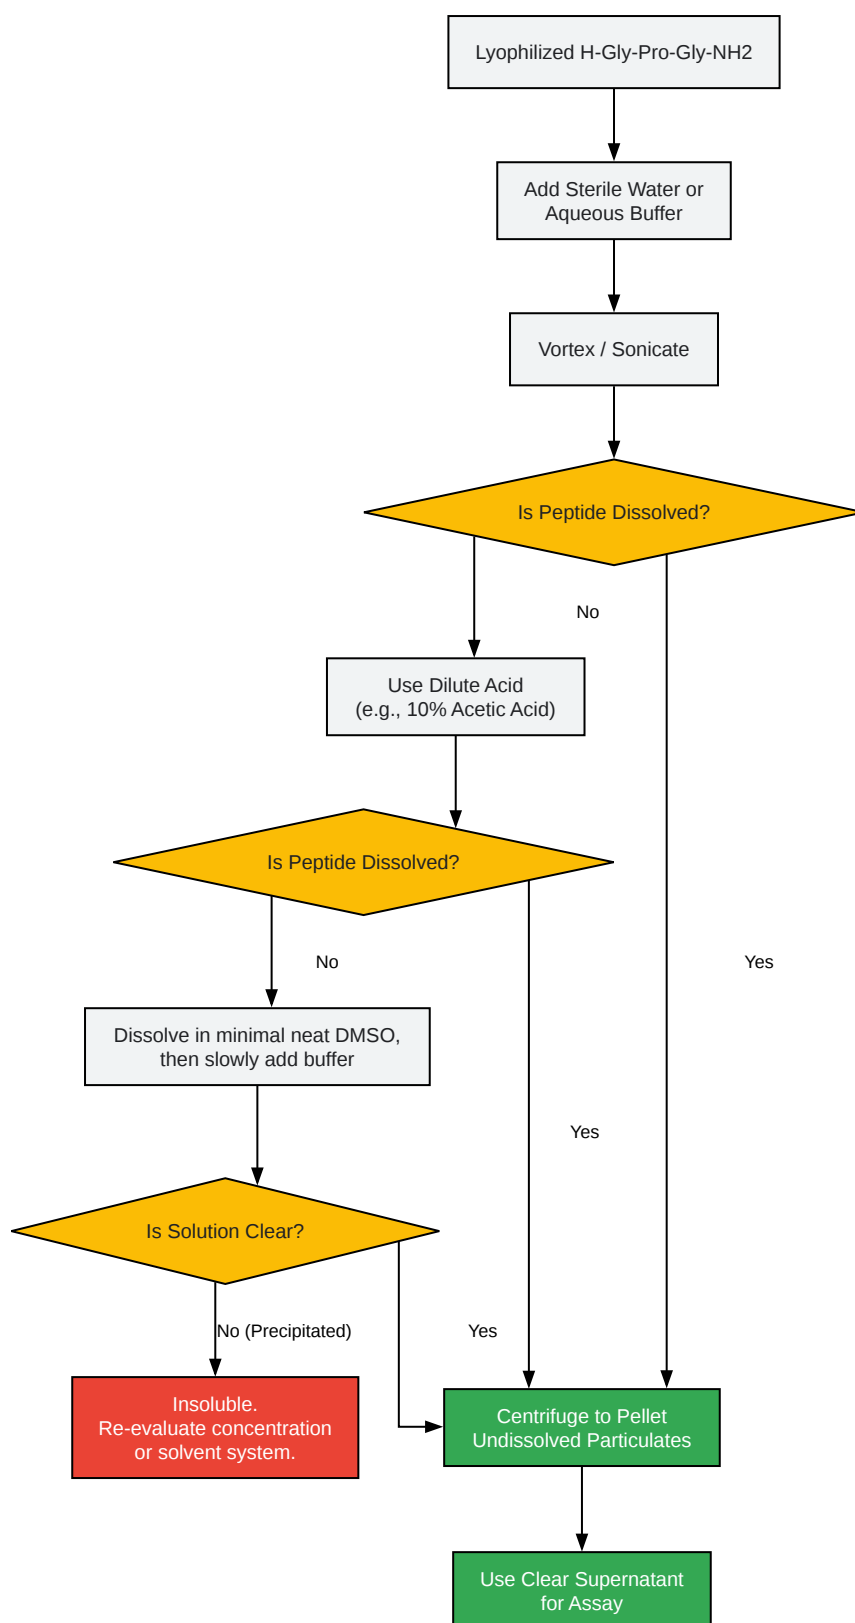 Lyophilized H-Gly-Pro-Gly-NH2
Add Sterile Water or
Aqueous Buffer
Vortex / Sonicate
Is Peptide Dissolved?
No
Use Dilute Acid
(e.g., 10% Acetic Acid)
Is Peptide Dissolved?
No
Yes
Dissolve in minimal neat DMSO,
then slowly add buffer
Yes
Is Solution Clear?
No (Precipitated)
Yes
Insoluble.
Re-evaluate concentration
or solvent system.
Centrifuge to Pellet
Undissolved Particulates
Use Clear Supernatant
for Assay